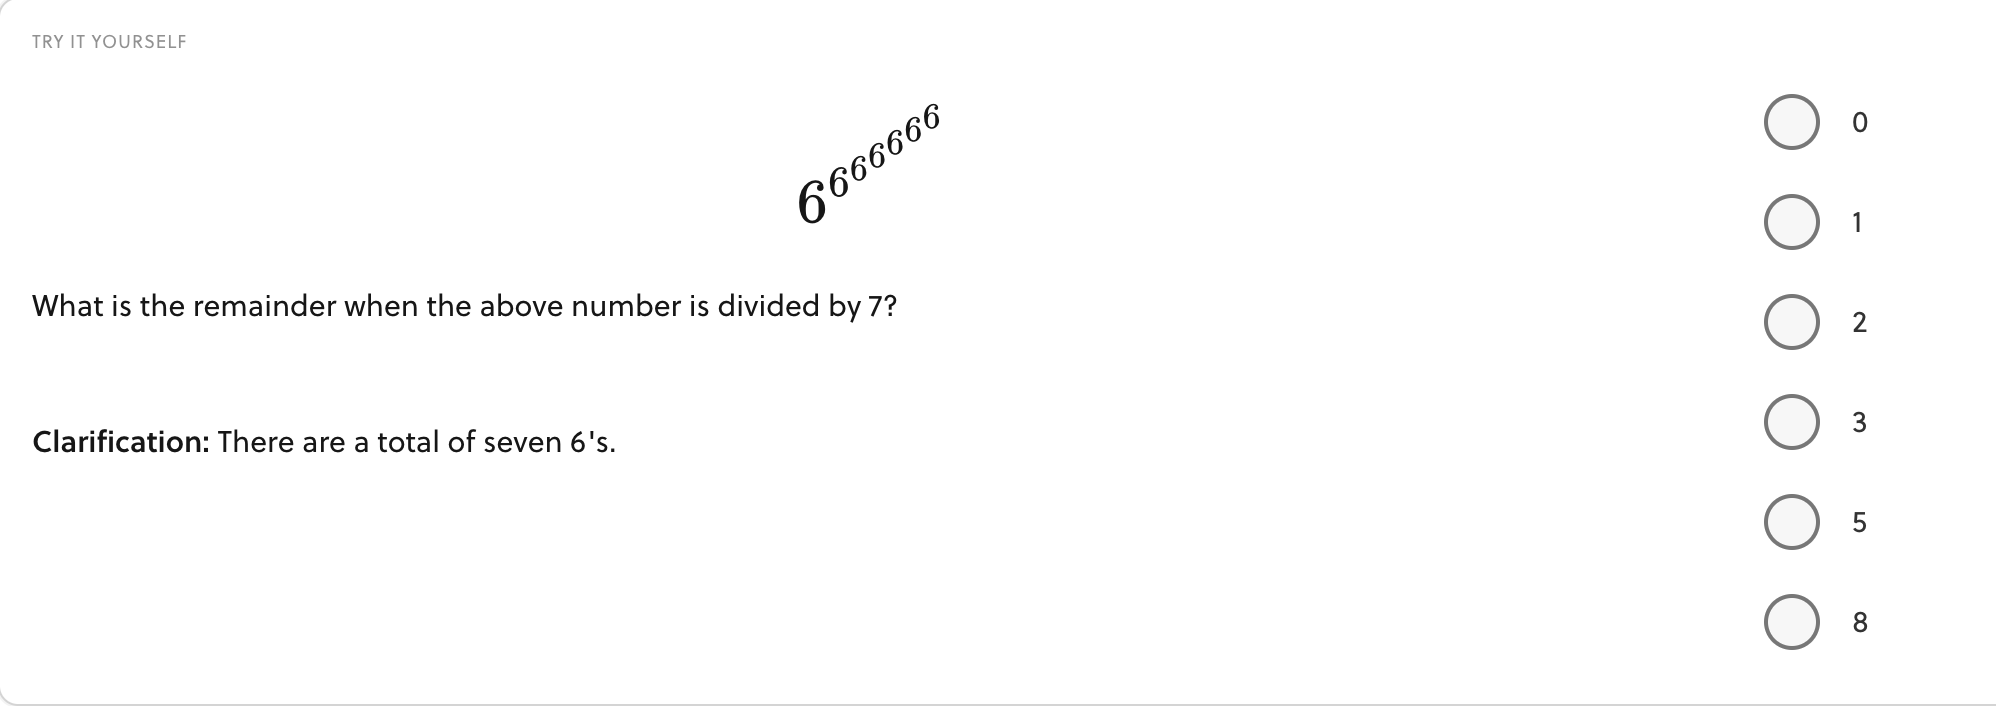 TRY IT YOURSELF
6^{6^{6^{6^{6^{6^{6}}}}}}
What is the remainder when the above number is divided by 7?
Clarification: There are a total of seven 6's.
0
1
2
3
5
8